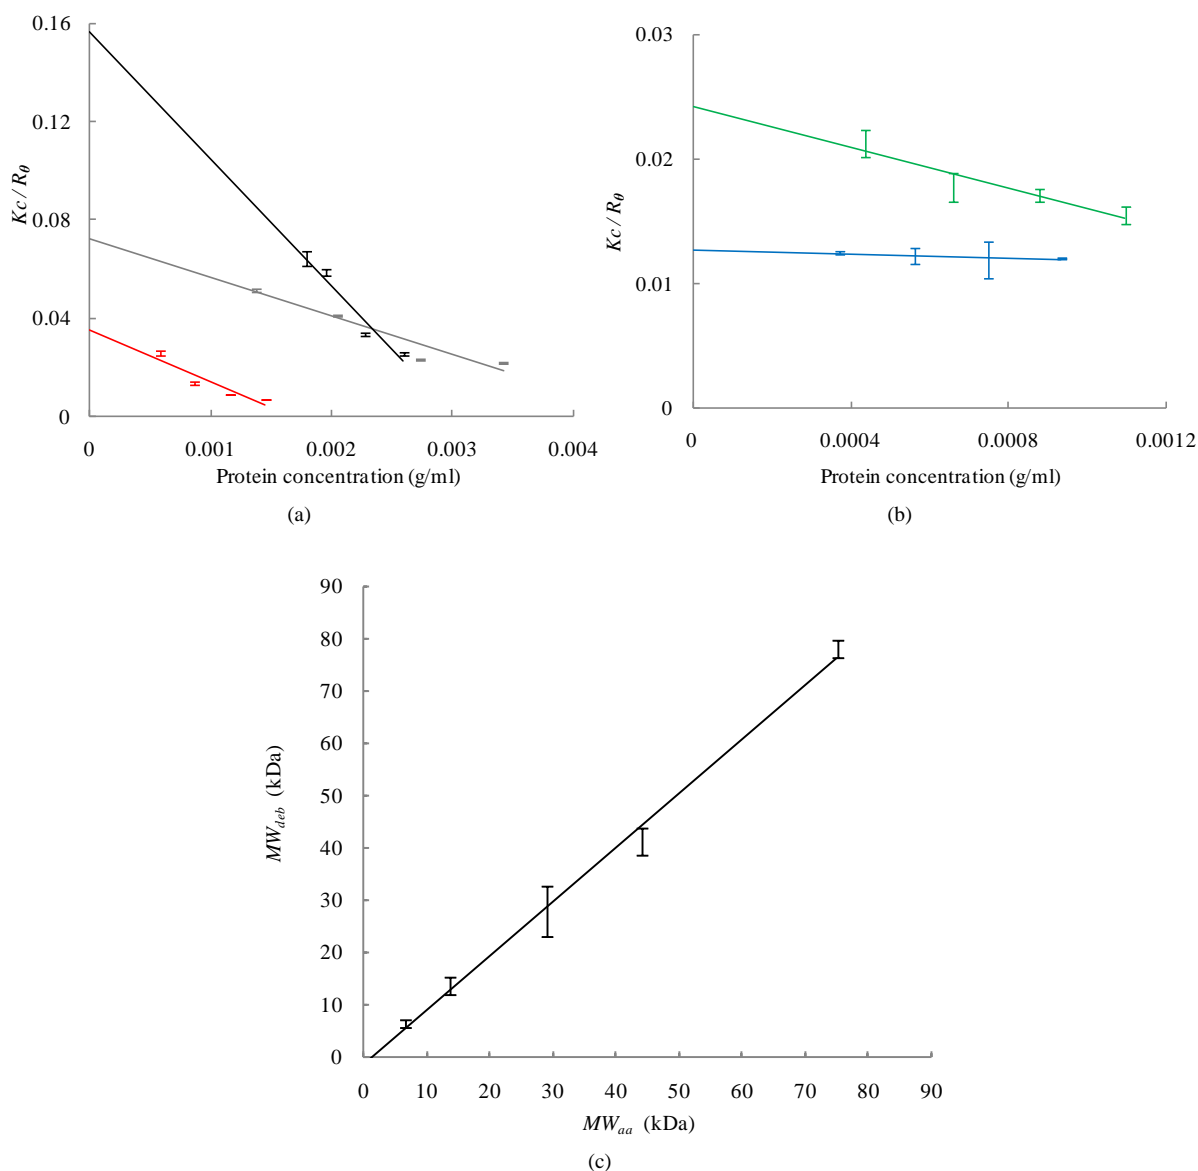 0.16
0.12
0.08
0.04
0
Kc / Rθ
0 0.001 0.002 0.003 0.004
Protein concentration (g/ml)
(a)
0.03
0.02
0.01
0
Kc / Rθ
0 0.0004 0.0008 0.0012
Protein concentration (g/ml)
(b)
90
80
70
60
50
40
30
20
10
0
MWdeb (kDa)
0 10 20 30 40 50 60 70 80 90
MWaa (kDa)
(c)